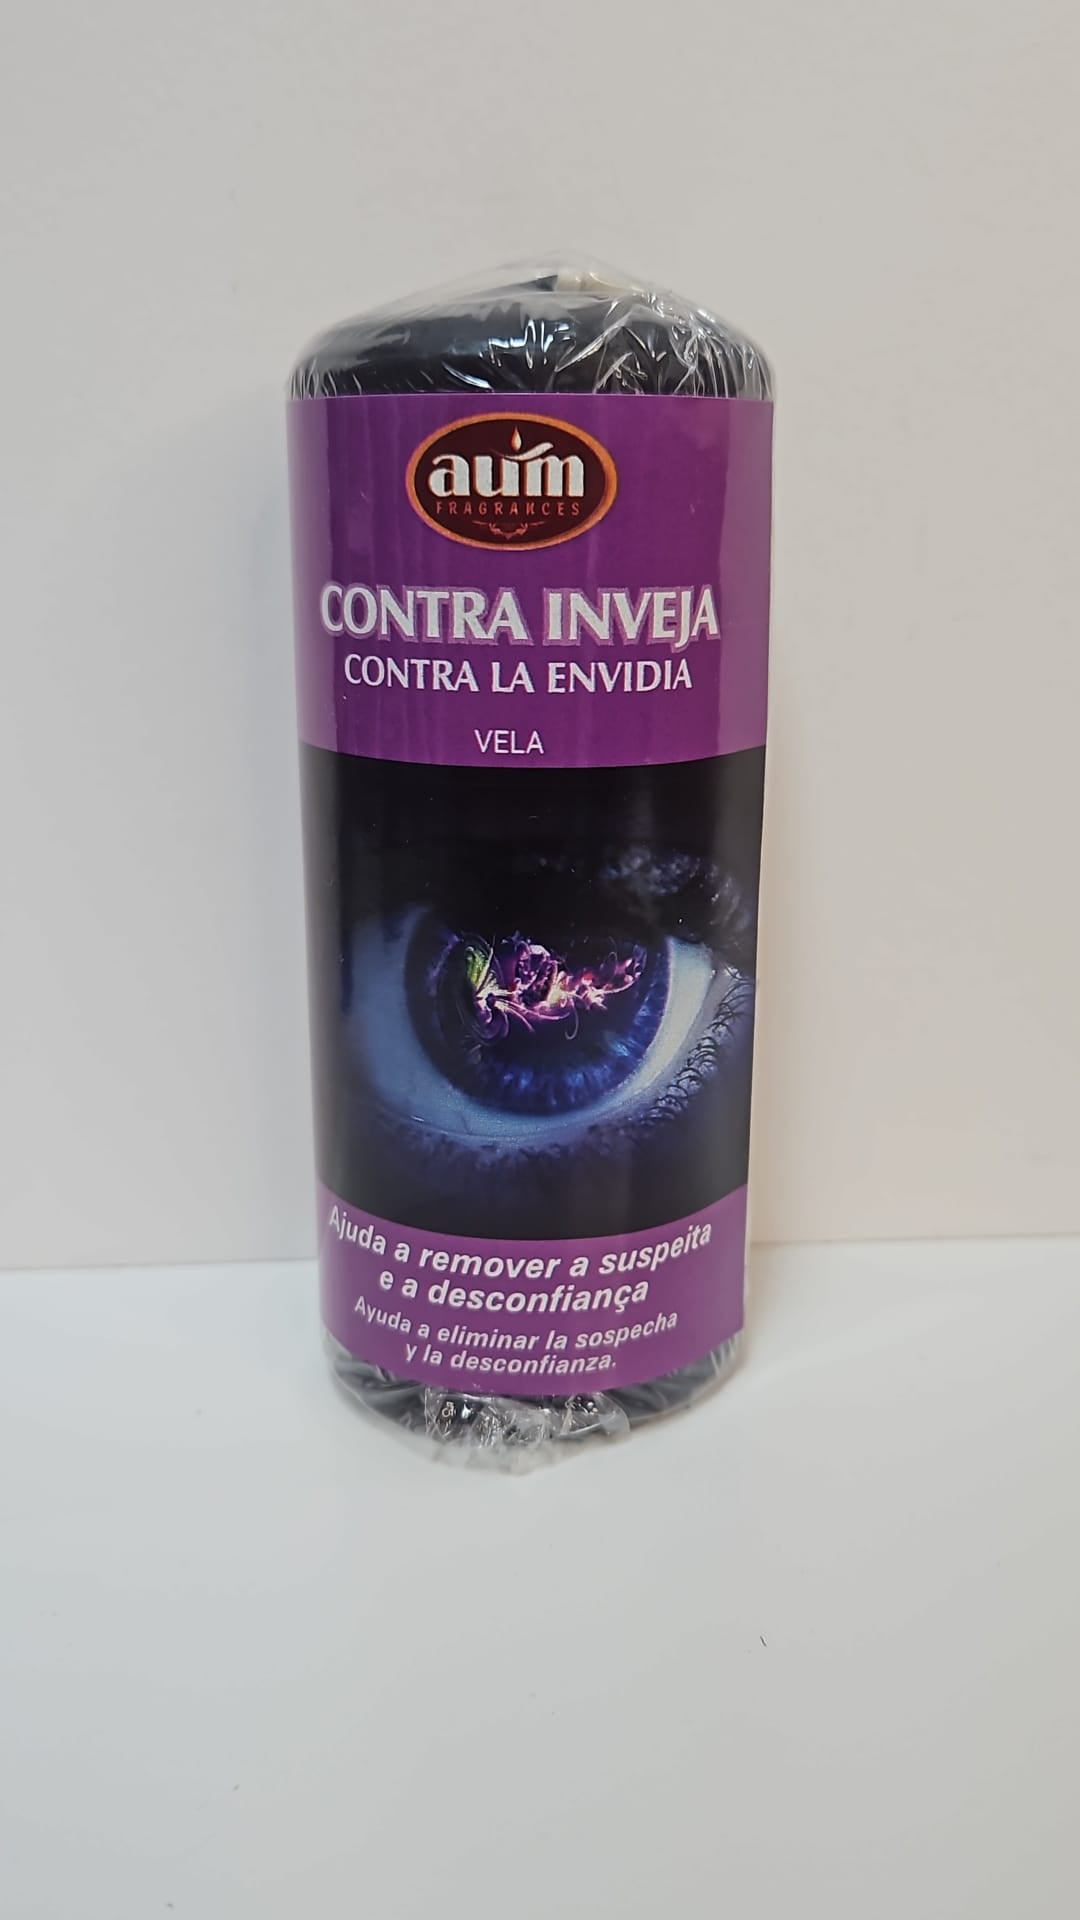 aum
FRAGRANCES
CONTRA INVEJA
CONTRA LA ENVIDIA
VELA
Ajuda a remover a suspeita
e a desconfiança
Ayuda a eliminar la sospecha
y la desconfianza.